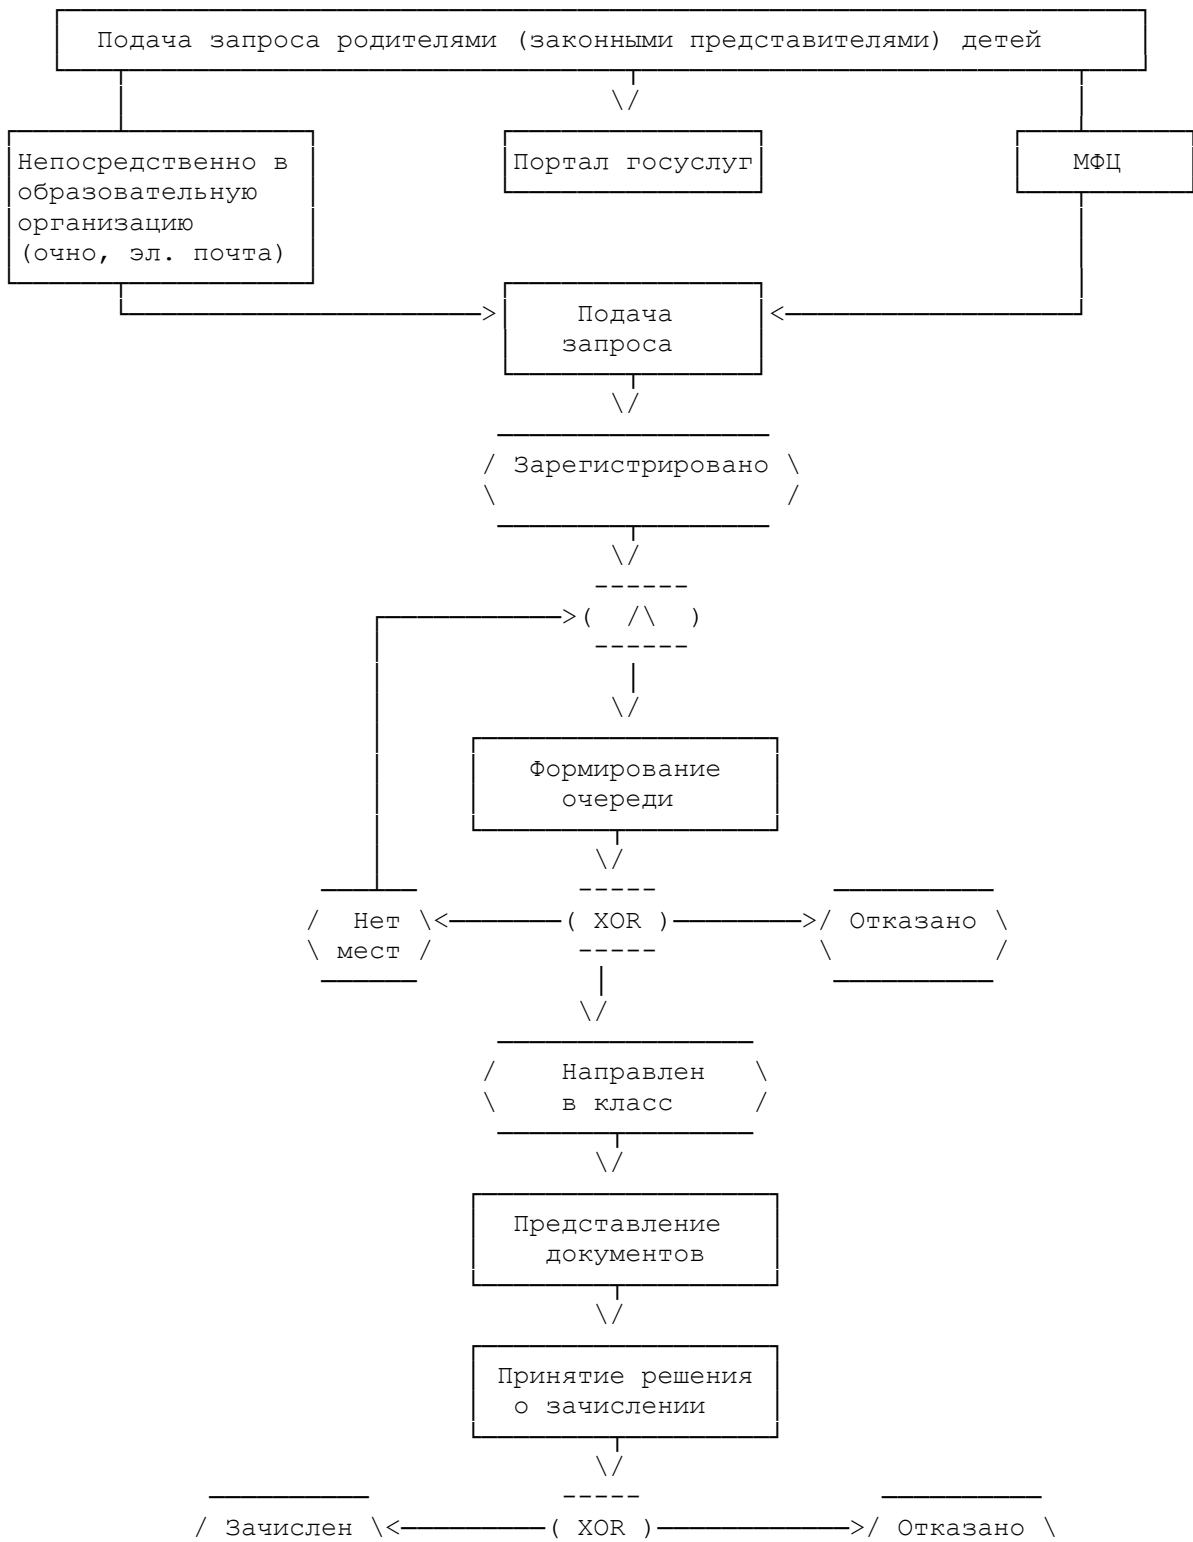 Подача запроса родителями (законными представителями) детей
Непосредственно в
образовательную
организацию
(очно, эл. почта)
Портал госуслуг
МФЦ
Подача
запроса
Зарегистрировано
Формирование
очереди
Нет
мест
XOR
Отказано
Направлен
в класс
Представление
документов
Принятие решения
о зачислении
Зачислен
XOR
Отказано